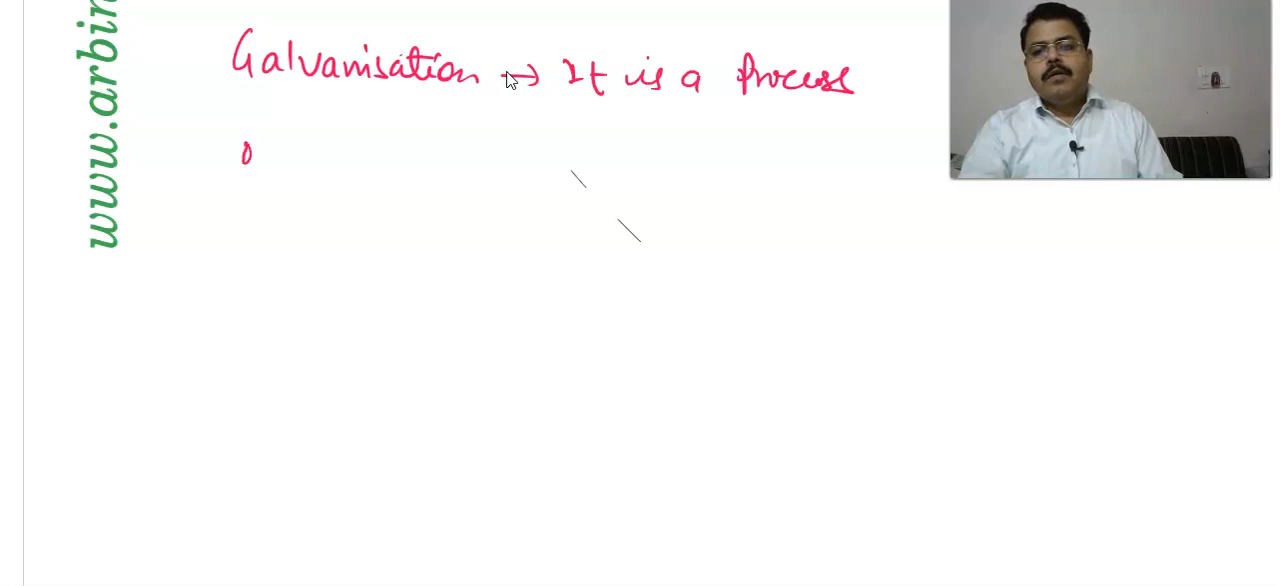 www.arbin
Galvanisation → It is a Process
o